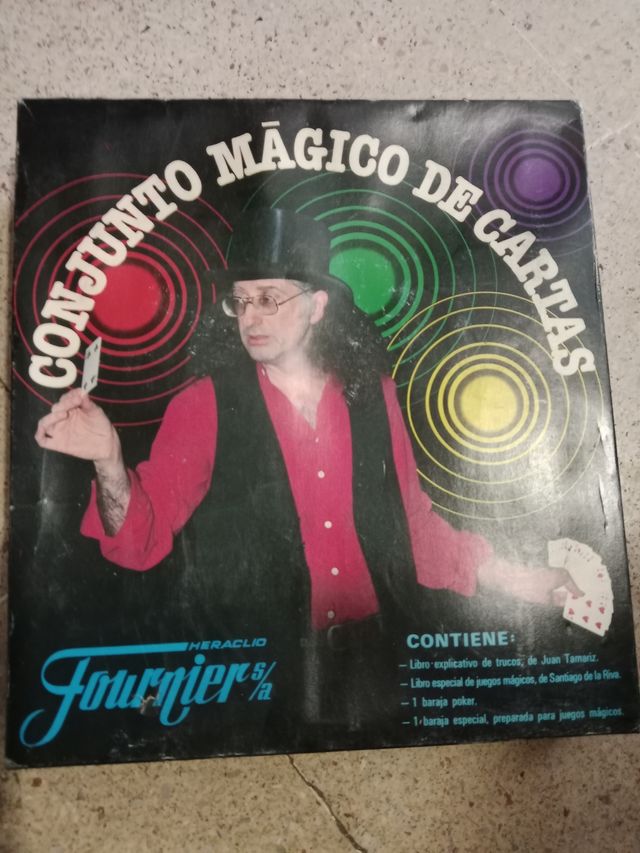 CONJUNTO MÁGICO DE CARTAS
HERACLIO
Fournier s/a
CONTIENE:
– Libro explicativo de trucos, de Juan Tamariz.
– Libro especial de juegos mágicos, de Santiago de la Riva.
– 1 baraja poker.
– 1 baraja especial, preparada para juegos mágicos.